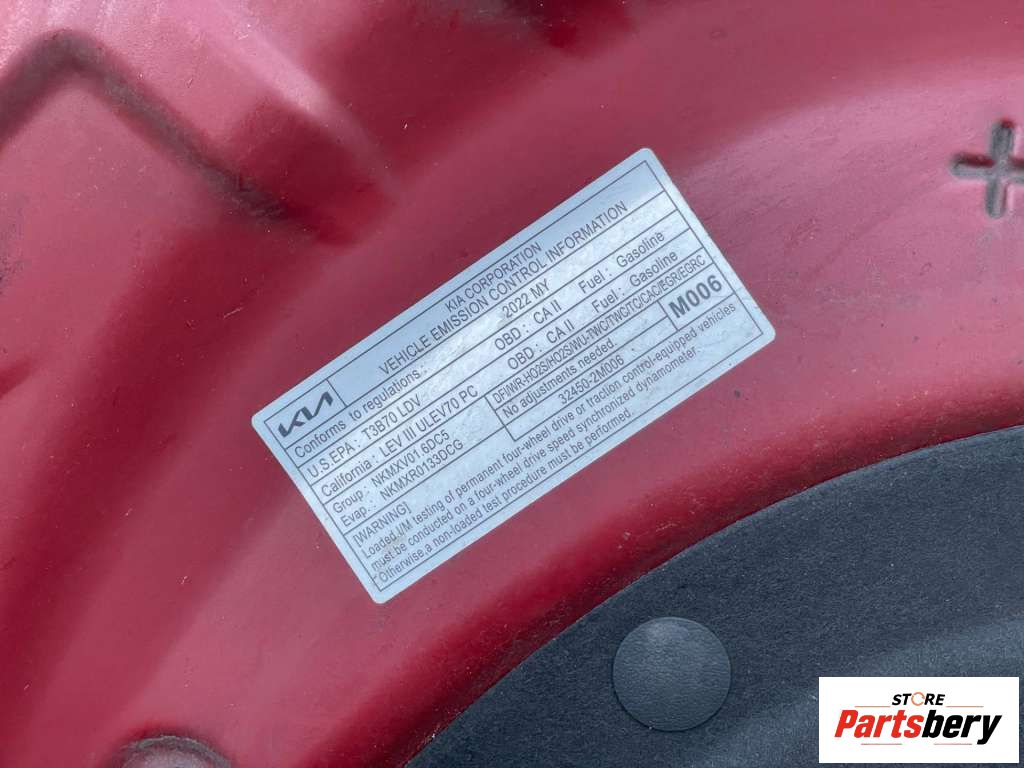 KIA
KIA CORPORATION
VEHICLE EMISSION CONTROL INFORMATION
Conforms to regulations : 2022 MY
U.S.EPA : T3B70 LDV OBD : CA II Fuel : Gasoline
California : LEV III ULEV70 PC OBD : CA II Fuel : Gasoline
Group : NKMXV01.6DC5 DFI/WR-HO2S/HO2S/WU-TWC/TWC/TC/CAC/EGR/EGRC
Evap. : NKMXR0133DCG No adjustments needed.
32450-2M006
M006
[WARNING]
Loaded I/M testing of permanent four-wheel drive or traction control-equipped vehicles
must be conducted on a four-wheel drive speed synchronized dynamometer.
*Otherwise,a non-loaded test procedure must be performed.
STORE
Partsbery